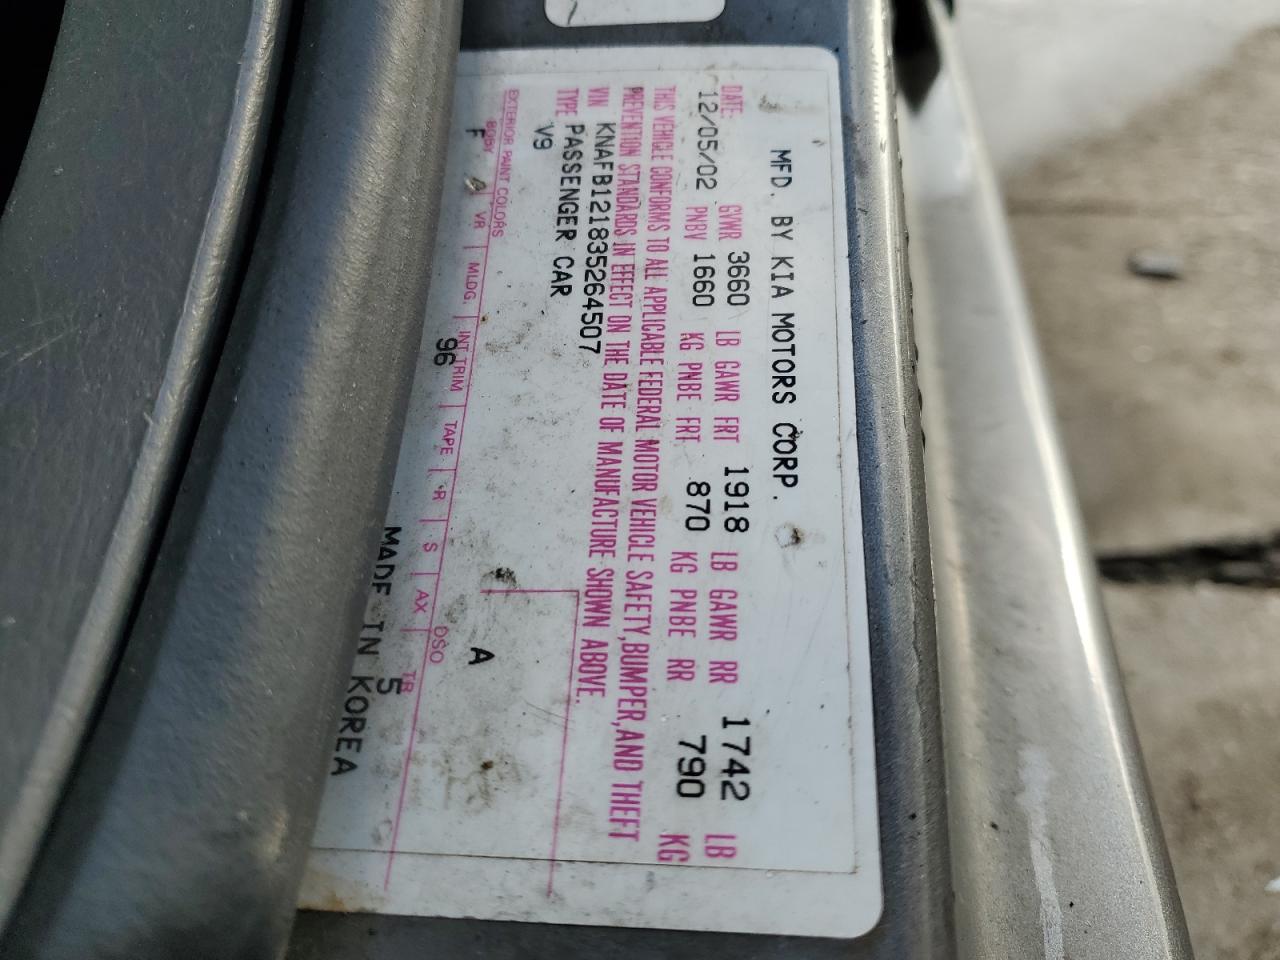 MFD. BY KIA MOTORS CORP.
DATE: GVWR 3660 LB GAWR FRT 1918 LB GAWR RR 1742 LB
12/05/02 PNBV 1660 KG PNBE FRT 870 KG PNBE RR 790 KG
THIS VEHICLE CONFORMS TO ALL APPLICABLE FEDERAL MOTOR VEHICLE SAFETY, BUMPER, AND THEFT
PREVENTION STANDARDS IN EFFECT ON THE DATE OF MANUFACTURE SHOWN ABOVE.
VIN KNAFB121835264507
TYPE PASSENGER CAR
V9 A
EXTERIOR PAINT COLORS
BODY VR MLDG. INT TRIM TAPE R S AX TR DSO
F 96 5
MADE IN KOREA